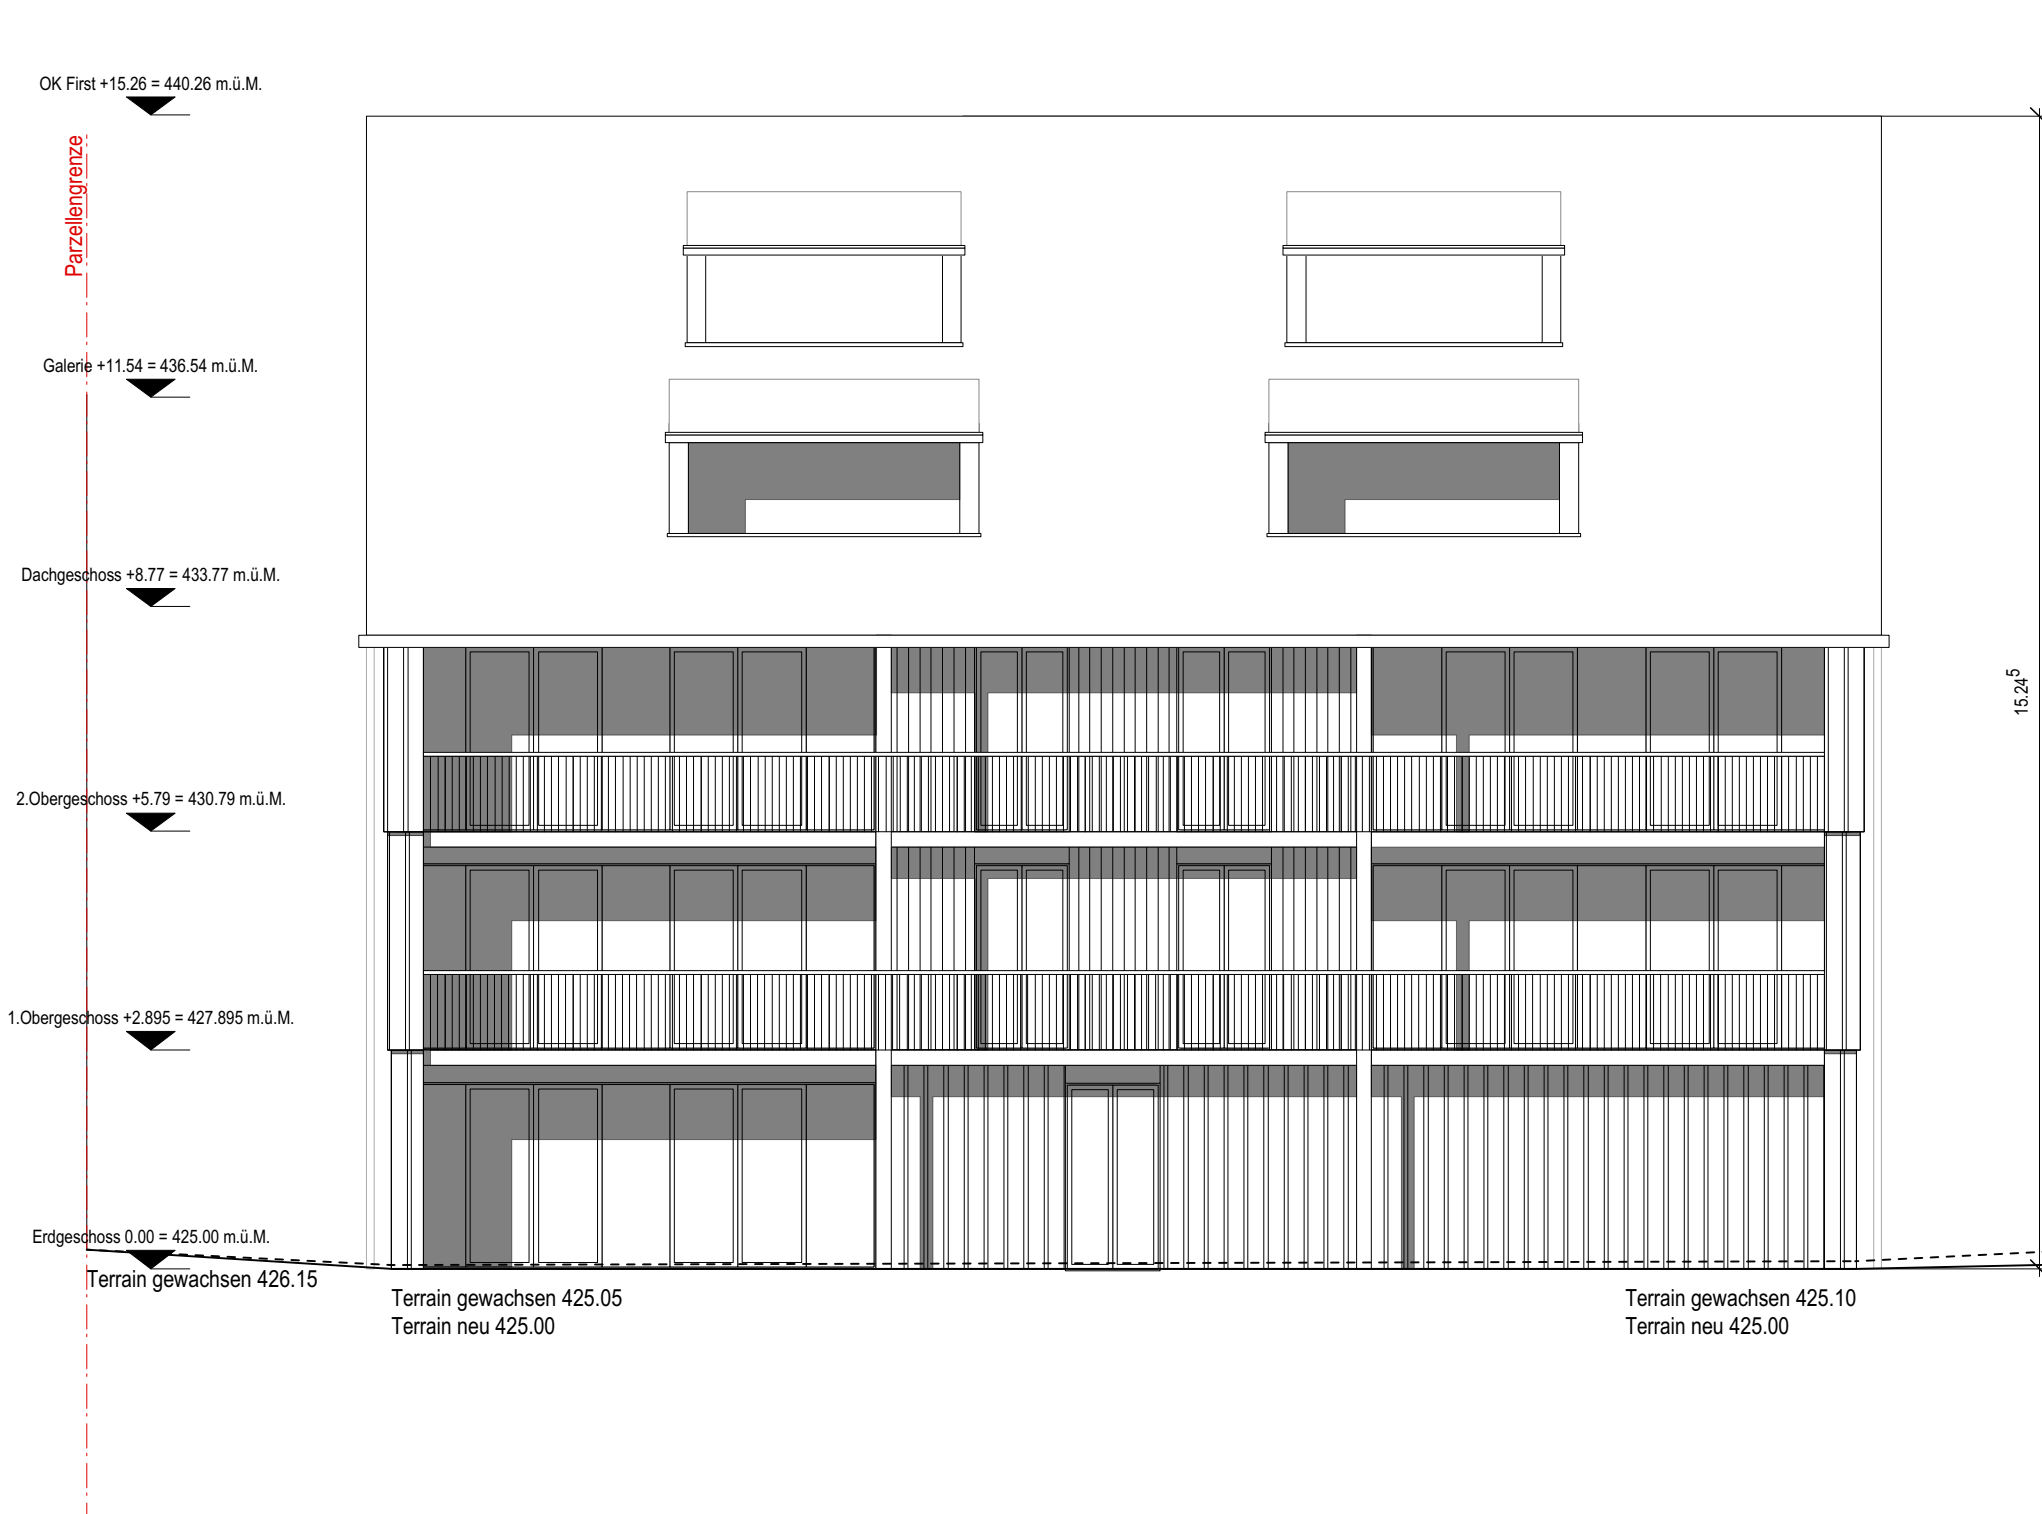 OK First +15.26 = 440.26 m.ü.M.
Parzellengrenze
Galerie +11.54 = 436.54 m.ü.M.
Dachgeschoss +8.77 = 433.77 m.ü.M.
15.24⁵
2.Obergeschoss +5.79 = 430.79 m.ü.M.
1.Obergeschoss +2.895 = 427.895 m.ü.M.
Erdgeschoss 0.00 = 425.00 m.ü.M.
Terrain gewachsen 426.15
Terrain gewachsen 425.05
Terrain neu 425.00
Terrain gewachsen 425.10
Terrain neu 425.00